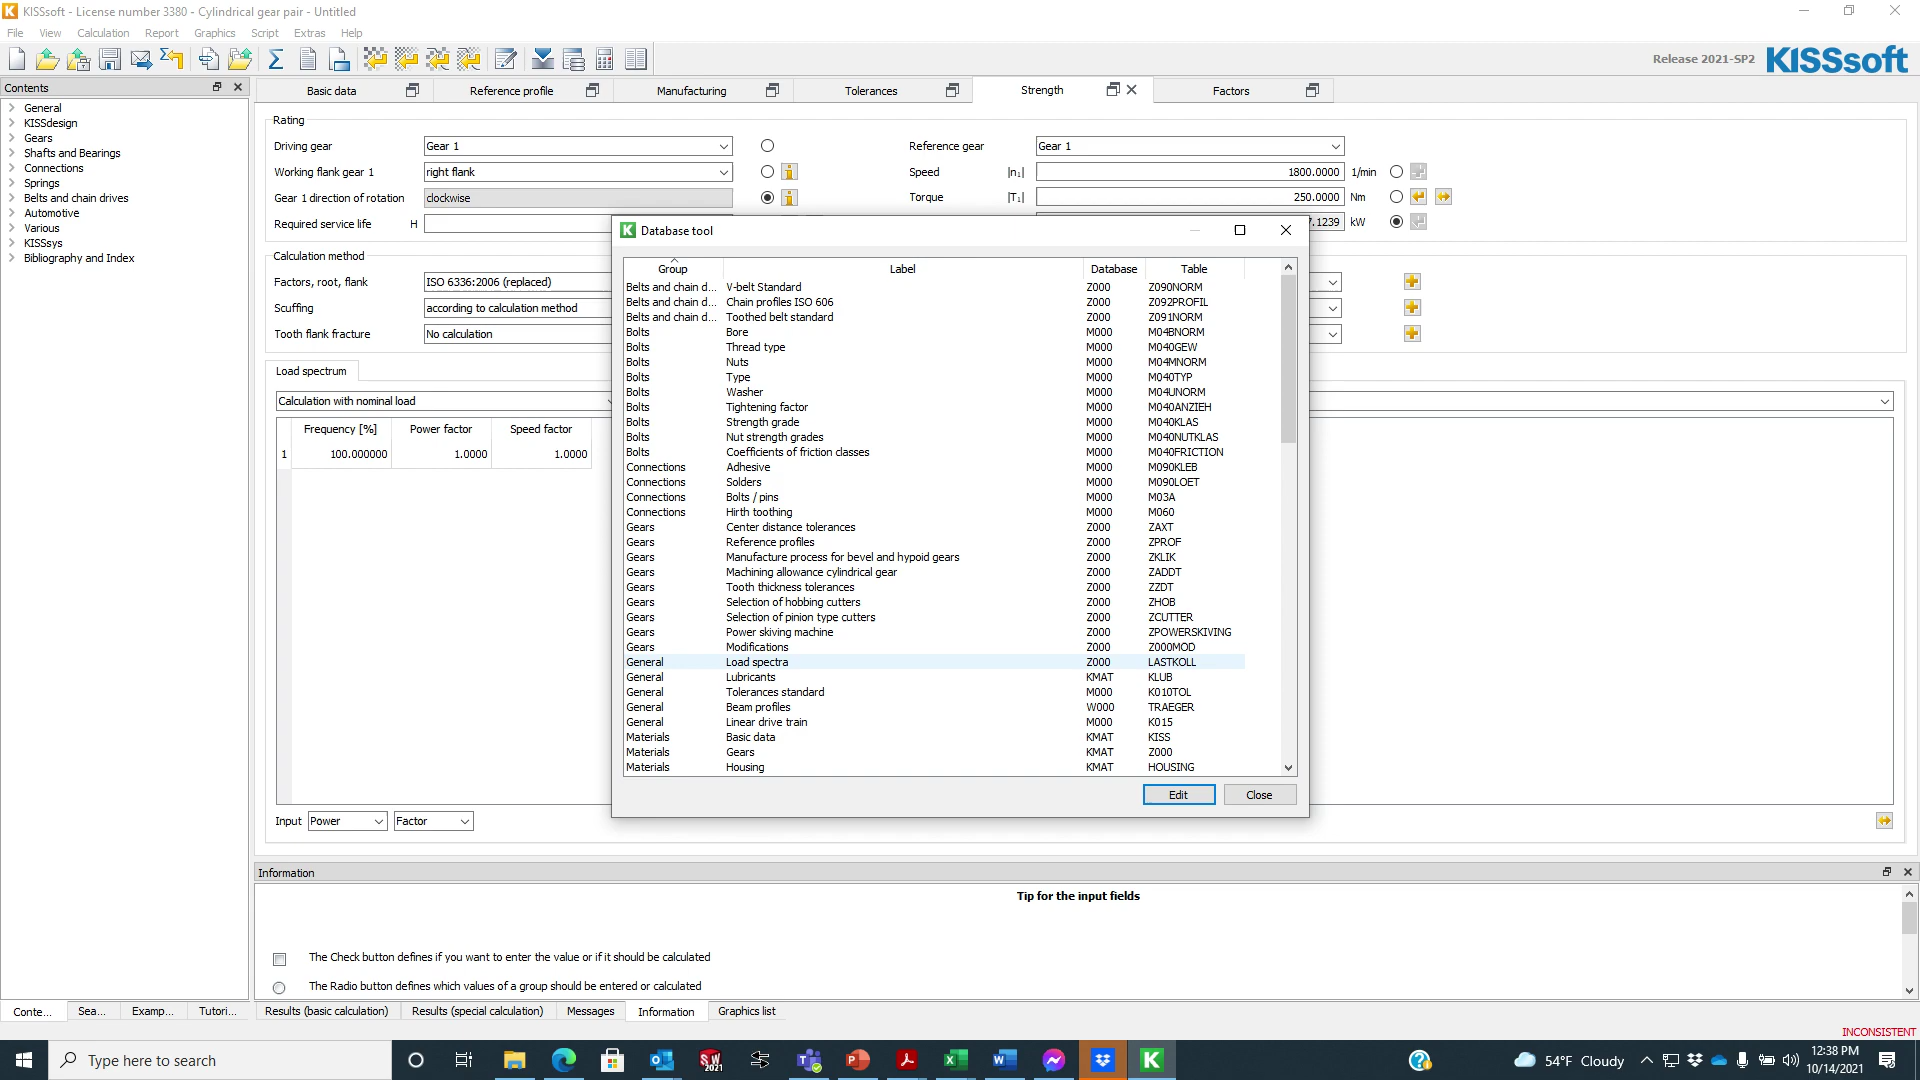 KISSsoft - License number 3380 - Cylindrical gear pair - Untitled
File View Calculation Report Graphics Script Extras Help
Release 2021-SP2 KISSsoft
Contents
General
KISSdesign
Gears
Shafts and Bearings
Connections
Springs
Belts and chain drives
Automotive
Various
KISSsys
Bibliography and Index
Basic data Reference profile Manufacturing Tolerances Strength Factors
Rating
Driving gear Gear 1 Reference gear Gear 1
Working flank gear 1 right flank Speed |n₁| 1800.0000 1/min
Gear 1 direction of rotation clockwise Torque |T₁| 250.0000 Nm
Required service life H 7.1239 kW
Calculation method
Factors, root, flank ISO 6336:2006 (replaced)
Scuffing according to calculation method
Tooth flank fracture No calculation
Load spectrum
Calculation with nominal load
Frequency [%] Power factor Speed factor
1 100.000000 1.0000 1.0000
Input Power Factor
Database tool
Group Label Database Table
Belts and chain d... V-belt Standard Z000 Z090NORM
Belts and chain d... Chain profiles ISO 606 Z000 Z092PROFIL
Belts and chain d... Toothed belt standard Z000 Z091NORM
Bolts Bore M000 M04BNORM
Bolts Thread type M000 M040GEW
Bolts Nuts M000 M04MNORM
Bolts Type M000 M040TYP
Bolts Washer M000 M04UNORM
Bolts Tightening factor M000 M040ANZIEH
Bolts Strength grade M000 M040KLAS
Bolts Nut strength grades M000 M040NUTKLAS
Bolts Coefficients of friction classes M000 M040FRICTION
Connections Adhesive M000 M090KLEB
Connections Solders M000 M090LOET
Connections Bolts / pins M000 M03A
Connections Hirth toothing M000 M060
Gears Center distance tolerances Z000 ZAXT
Gears Reference profiles Z000 ZPROF
Gears Manufacture process for bevel and hypoid gears Z000 ZKLIK
Gears Machining allowance cylindrical gear Z000 ZADDT
Gears Tooth thickness tolerances Z000 ZZDT
Gears Selection of hobbing cutters Z000 ZHOB
Gears Selection of pinion type cutters Z000 ZCUTTER
Gears Power skiving machine Z000 ZPOWERSKIVING
Gears Modifications Z000 Z000MOD
General Load spectra Z000 LASTKOLL
General Lubricants KMAT KLUB
General Tolerances standard M000 K010TOL
General Beam profiles W000 TRAEGER
General Linear drive train M000 K015
Materials Basic data KMAT KISS
Materials Gears KMAT Z000
Materials Housing KMAT HOUSING
Edit Close
Information
Tip for the input fields
The Check button defines if you want to enter the value or if it should be calculated
The Radio button defines which values of a group should be entered or calculated
Conte... Sea... Examp... Tutori... Results (basic calculation) Results (special calculation) Messages Information Graphics list
INCONSISTENT
Type here to search
54°F Cloudy
12:38 PM
10/14/2021